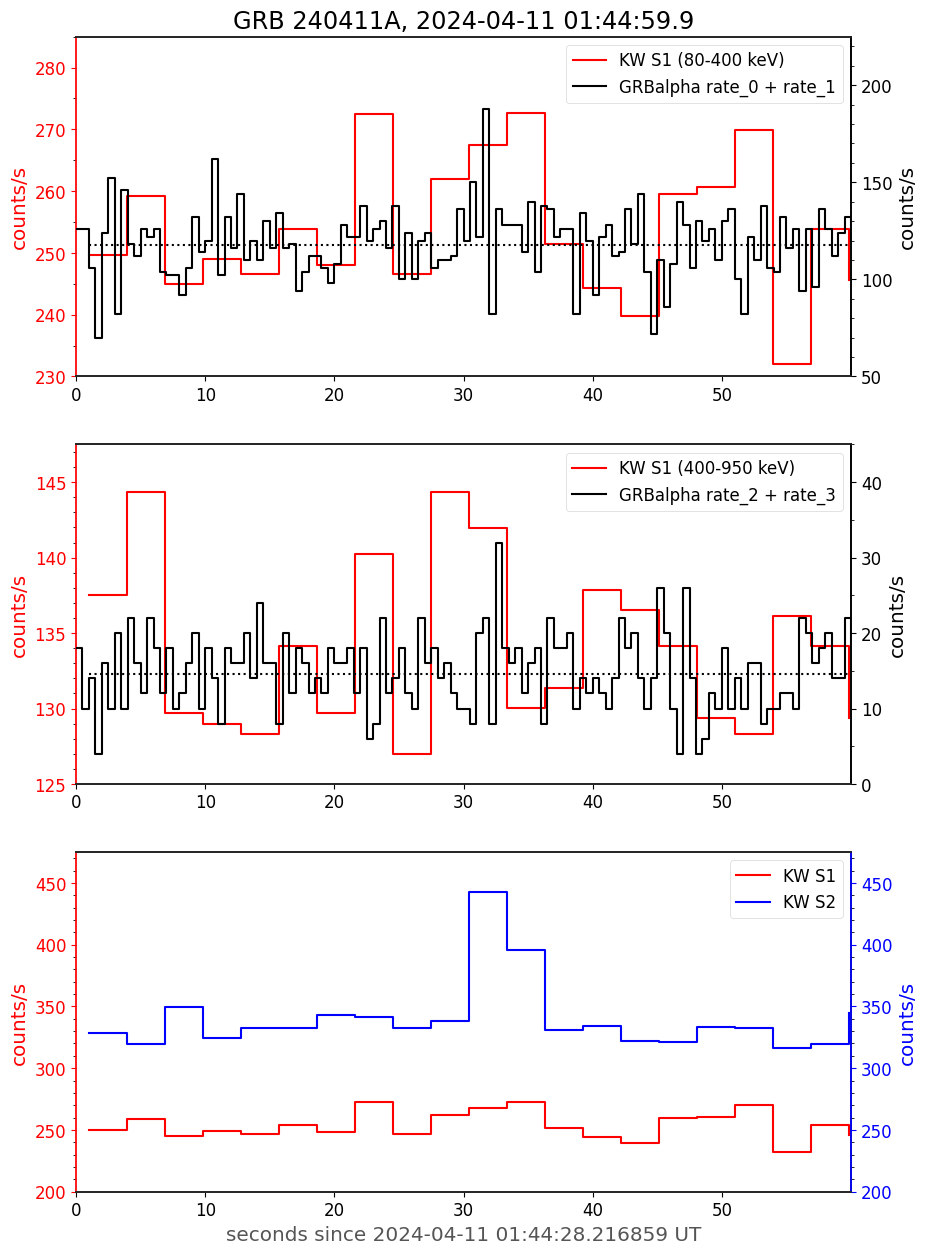 GRB 240411A, 2024-04-11 01:44:59.9
KW S1 (80-400 keV)
GRBalpha rate_0 + rate_1
counts/s
counts/s
280
270
260
250
240
230
200
150
100
50
0 10 20 30 40 50
KW S1 (400-950 keV)
GRBalpha rate_2 + rate_3
counts/s
counts/s
145
140
135
130
125
40
30
20
10
0
0 10 20 30 40 50
KW S1
KW S2
counts/s
counts/s
450
400
350
300
250
200
450
400
350
300
250
200
0 10 20 30 40 50
seconds since 2024-04-11 01:44:28.216859 UT